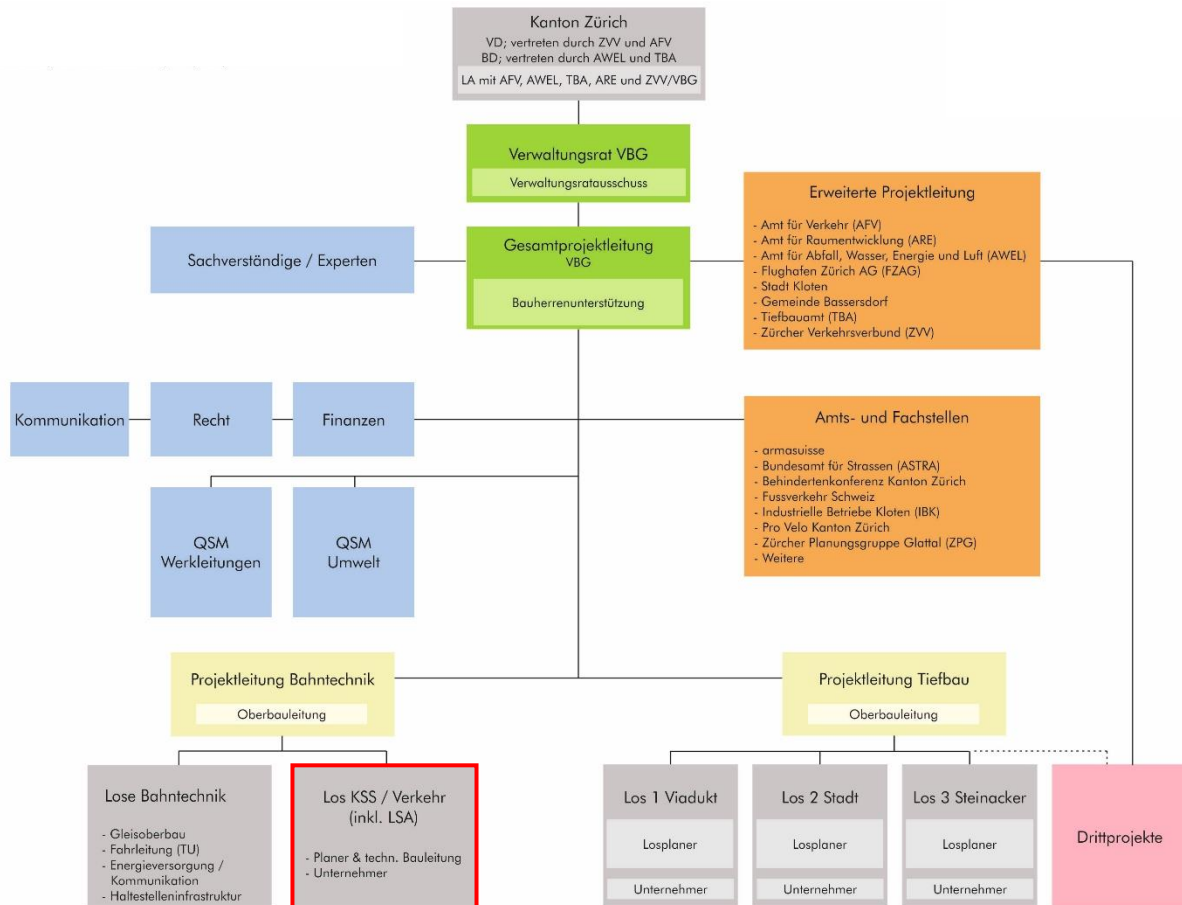 Kanton Zürich
VD; vertreten durch ZVV und AFV
BD; vertreten durch AWEL und TBA
LA mit AFV, AWEL, TBA, ARE und ZVV/VBG
Verwaltungsrat VBG
Verwaltungsratausschuss
Sachverständige / Experten
Gesamtprojektleitung
VBG
Bauherrenunterstützung
Erweiterte Projektleitung
- Amt für Verkehr (AFV)
- Amt für Raumentwicklung (ARE)
- Amt für Abfall, Wasser, Energie und Luft (AWEL)
- Flughafen Zürich AG (FZAG)
- Stadt Kloten
- Gemeinde Bassersdorf
- Tiefbauamt (TBA)
- Zürcher Verkehrsverbund (ZVV)
Kommunikation
Recht
Finanzen
Amts- und Fachstellen
- armasuisse
- Bundesamt für Strassen (ASTRA)
- Behindertenkonferenz Kanton Zürich
- Fussverkehr Schweiz
- Industrielle Betriebe Kloten (IBK)
- Pro Velo Kanton Zürich
- Zürcher Planungsgruppe Glattal (ZPG)
- Weitere
QSM
Werkleitungen
QSM
Umwelt
Projektleitung Bahntechnik
Oberbauleitung
Projektleitung Tiefbau
Oberbauleitung
Lose Bahntechnik
- Gleisoberbau
- Fahrleitung (TU)
- Energieversorgung /
Kommunikation
- Haltestelleninfrastruktur
Los KSS / Verkehr
(inkl. LSA)
- Planer & techn. Bauleitung
- Unternehmer
Los 1 Viadukt
Losplaner
Unternehmer
Los 2 Stadt
Losplaner
Unternehmer
Los 3 Steinacker
Losplaner
Unternehmer
Drittprojekte